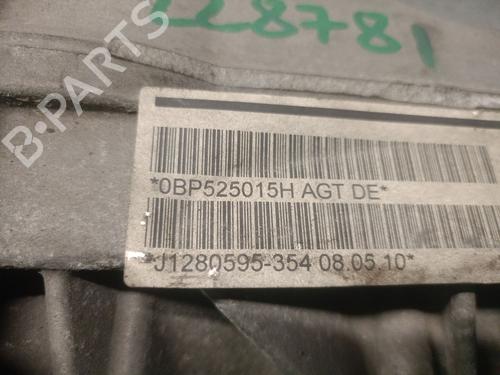 128781
B-PARTS
*0BP525015H AGT DE*
*J1280595-354 08.05.10*